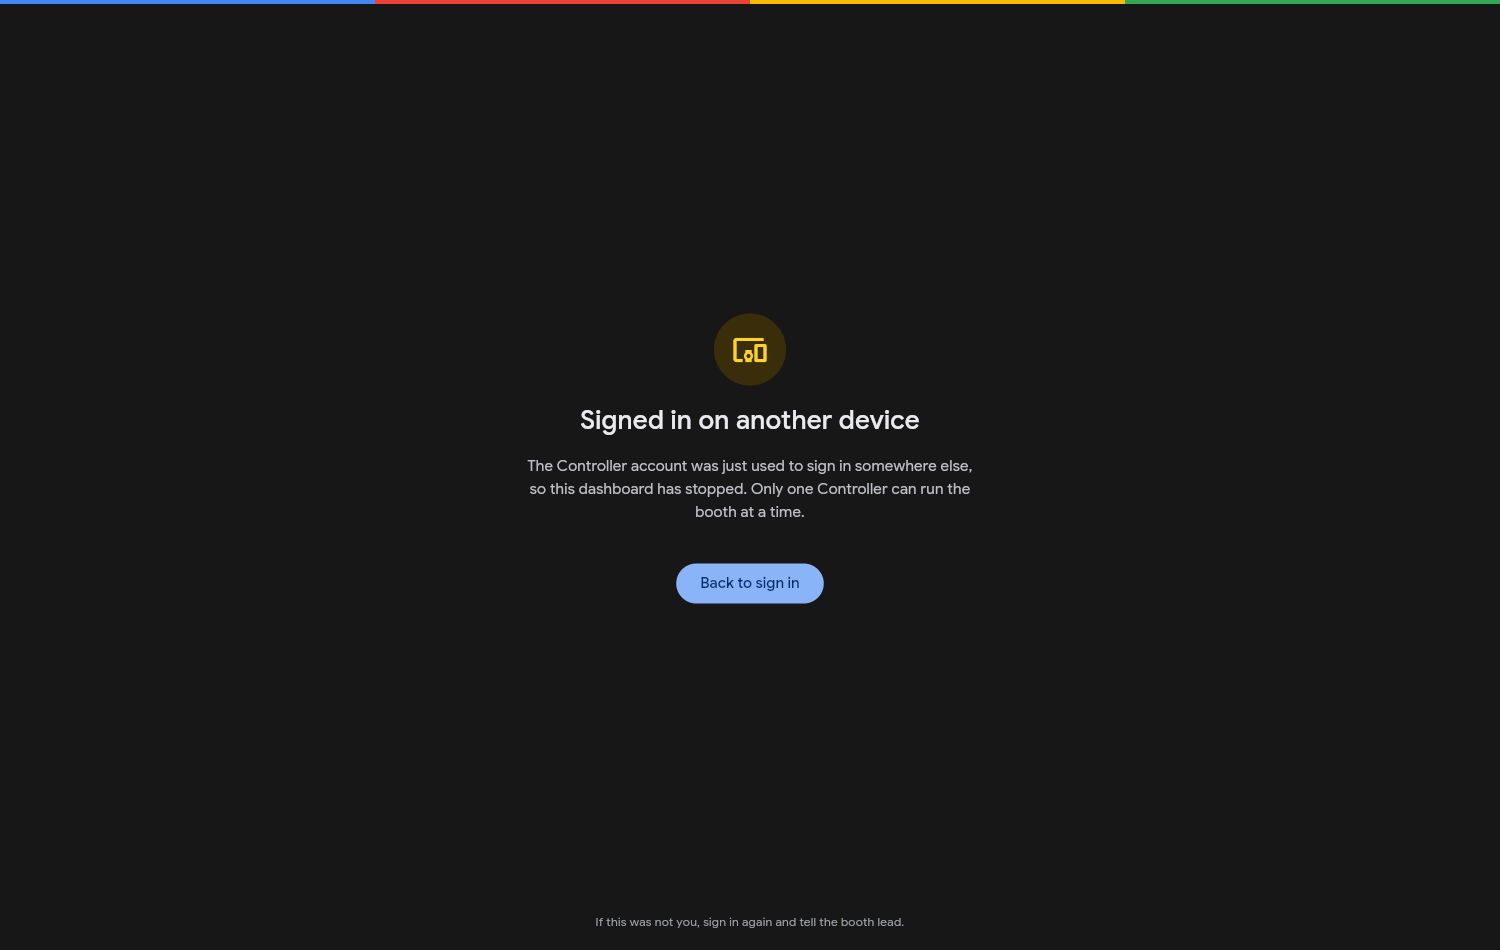 Signed in on another device
The Controller account was just used to sign in somewhere else,
so this dashboard has stopped. Only one Controller can run the
booth at a time.
Back to sign in
If this was not you, sign in again and tell the booth lead.